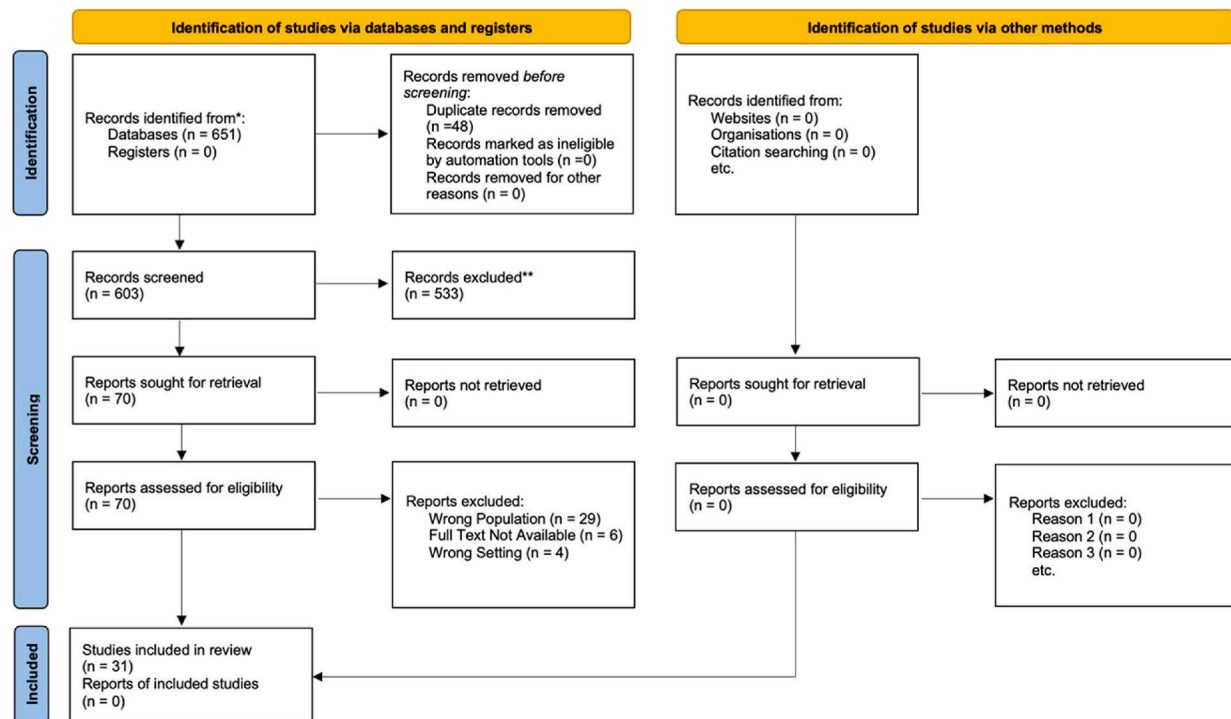 Identification of studies via databases and registers
Identification of studies via other methods
Identification
Records identified from*:
Databases (n = 651)
Registers (n = 0)
Records removed before
screening:
Duplicate records removed
(n =48)
Records marked as ineligible
by automation tools (n =0)
Records removed for other
reasons (n = 0)
Records identified from:
Websites (n = 0)
Organisations (n = 0)
Citation searching (n = 0)
etc.
Screening
Records screened
(n = 603)
Records excluded**
(n = 533)
Reports sought for retrieval
(n = 70)
Reports not retrieved
(n = 0)
Reports sought for retrieval
(n = 0)
Reports not retrieved
(n = 0)
Reports assessed for eligibility
(n = 70)
Reports excluded:
Wrong Population (n = 29)
Full Text Not Available (n = 6)
Wrong Setting (n = 4)
Reports assessed for eligibility
(n = 0)
Reports excluded:
Reason 1 (n = 0)
Reason 2 (n = 0
Reason 3 (n = 0)
etc.
Included
Studies included in review
(n = 31)
Reports of included studies
(n = 0)